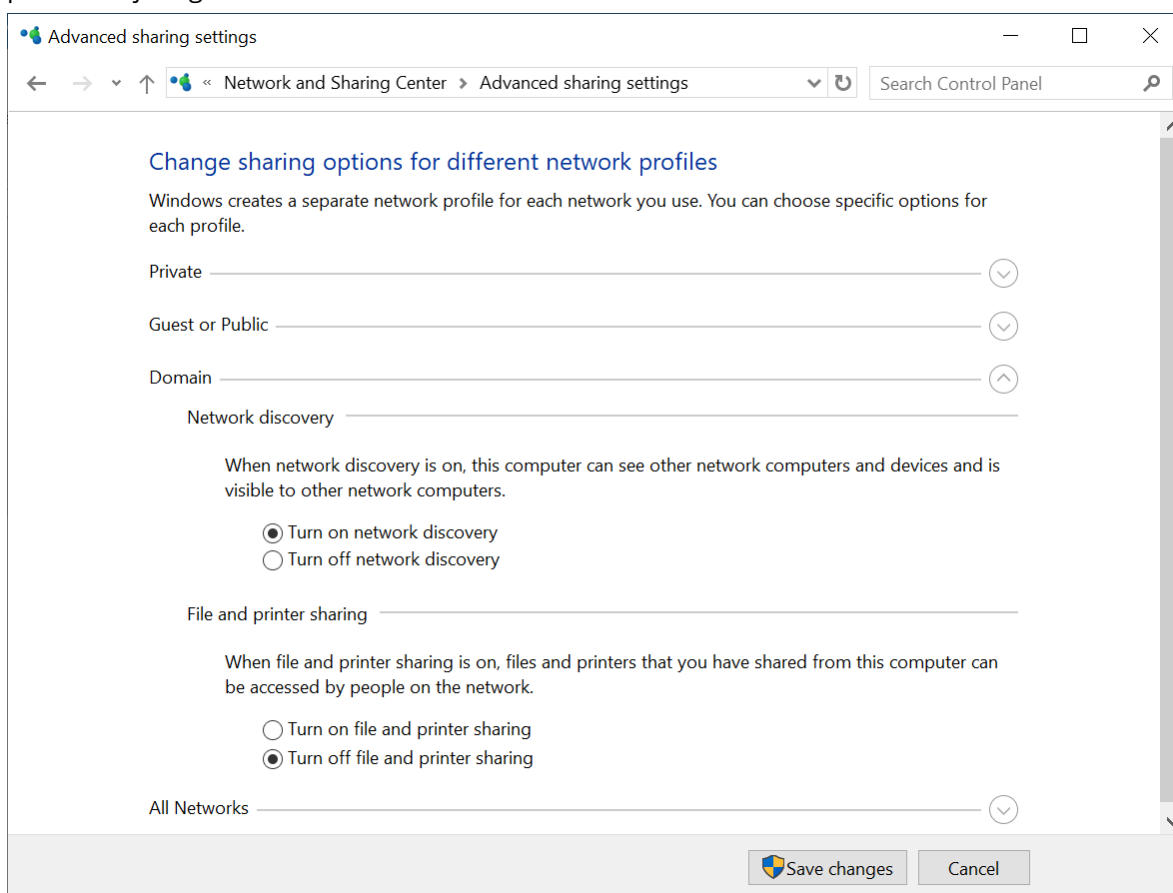 Advanced sharing settings
« Network and Sharing Center > Advanced sharing settings
Search Control Panel
Change sharing options for different network profiles
Windows creates a separate network profile for each network you use. You can choose specific options for
each profile.
Private
Guest or Public
Domain
Network discovery
When network discovery is on, this computer can see other network computers and devices and is
visible to other network computers.
Turn on network discovery
Turn off network discovery
File and printer sharing
When file and printer sharing is on, files and printers that you have shared from this computer can
be accessed by people on the network.
Turn on file and printer sharing
Turn off file and printer sharing
All Networks
Save changes
Cancel